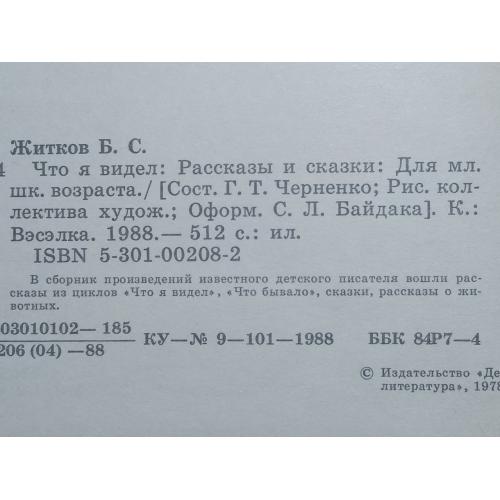 Житков Б. С.
4 Что я видел: Рассказы и сказки: Для мл.
шк. возраста./ [Сост. Г. Т. Черненко; Рис. кол-
лектива худож.; Оформ. С. Л. Байдака]. К.:
Вэсэлка. 1988.— 512 с.: ил.
ISBN 5-301-00208-2
В сборник произведений известного детского писателя вошли рас-
сказы из циклов «Что я видел», «Что бывало», сказки, рассказы о жи-
вотных.
03010102— 185 КУ—№ 9—101—1988 ББК 84Р7—4
206 (04) —88
© Издательство «Де
литература», 1978